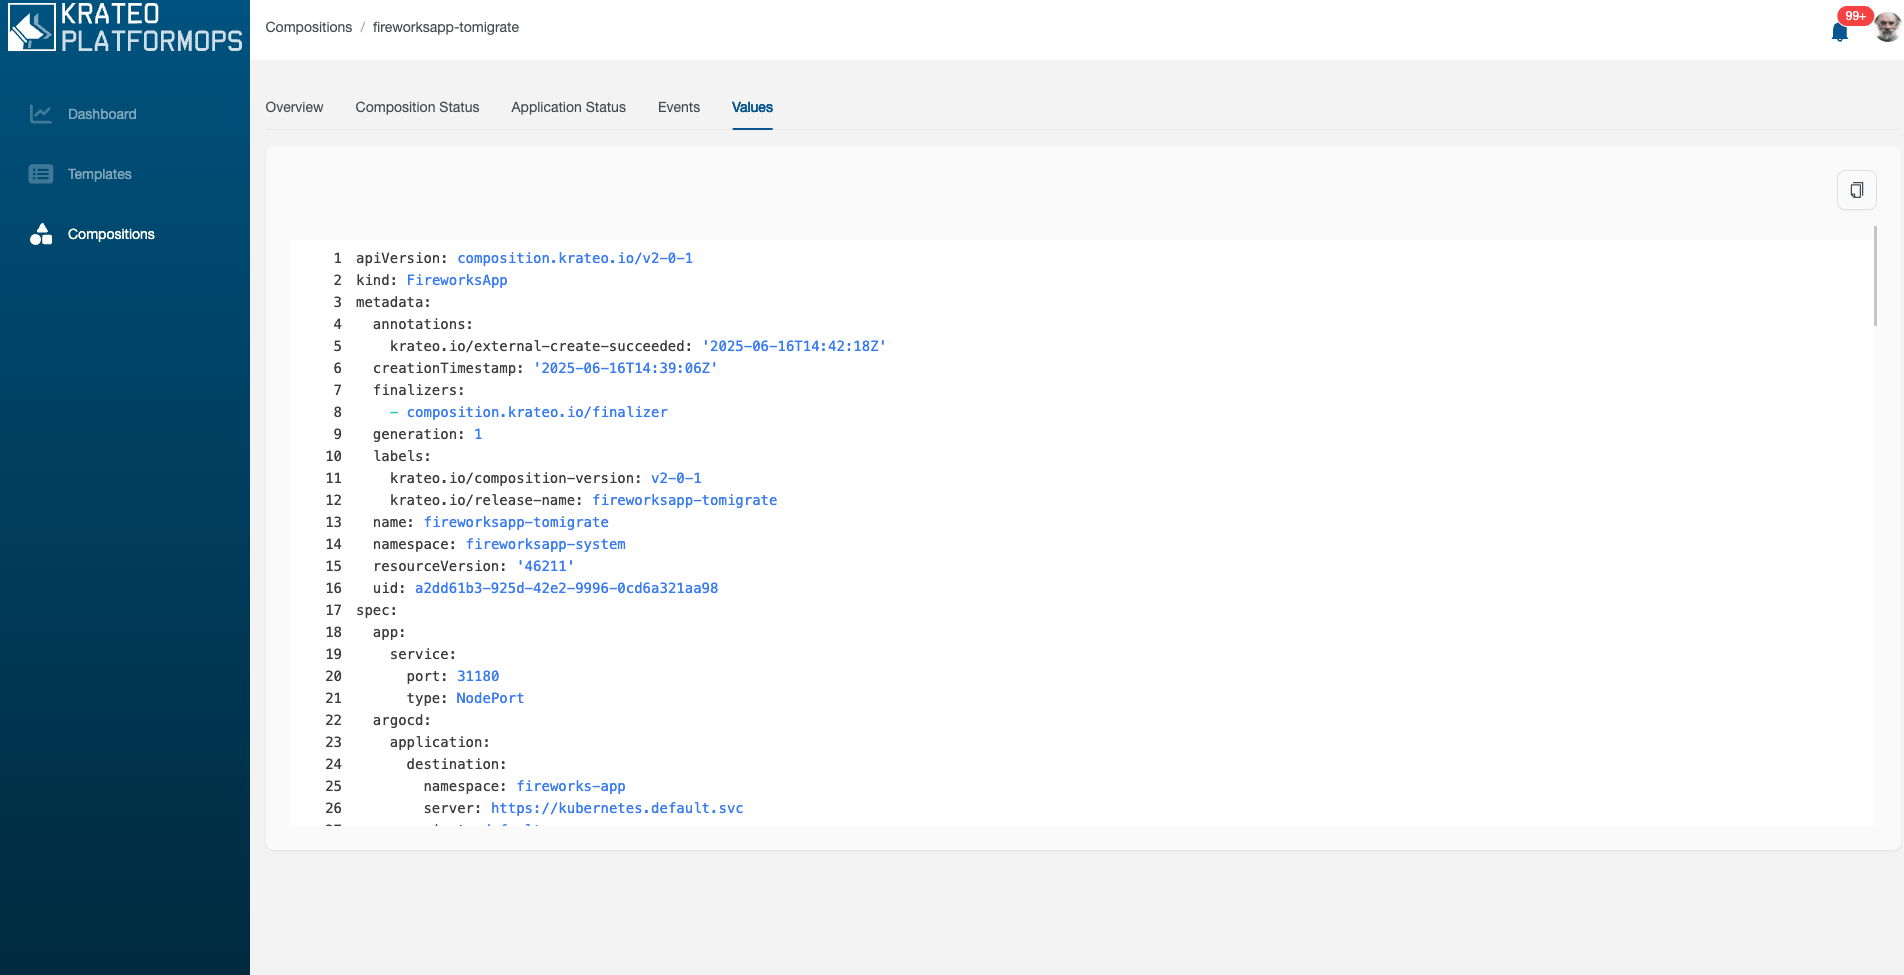 KRATEO
PLATFORMOPS
Compositions / fireworksapp-tomigrate
99+
Dashboard
Templates
Compositions
Overview Composition Status Application Status Events Values
1 apiVersion: composition.krateo.io/v2-0-1
2 kind: FireworksApp
3 metadata:
4 annotations:
5 krateo.io/external-create-succeeded: '2025-06-16T14:42:18Z'
6 creationTimestamp: '2025-06-16T14:39:06Z'
7 finalizers:
8 - composition.krateo.io/finalizer
9 generation: 1
10 labels:
11 krateo.io/composition-version: v2-0-1
12 krateo.io/release-name: fireworksapp-tomigrate
13 name: fireworksapp-tomigrate
14 namespace: fireworksapp-system
15 resourceVersion: '46211'
16 uid: a2dd61b3-925d-42e2-9996-0cd6a321aa98
17 spec:
18 app:
19 service:
20 port: 31180
21 type: NodePort
22 argocd:
23 application:
24 destination:
25 namespace: fireworks-app
26 server: https://kubernetes.default.svc